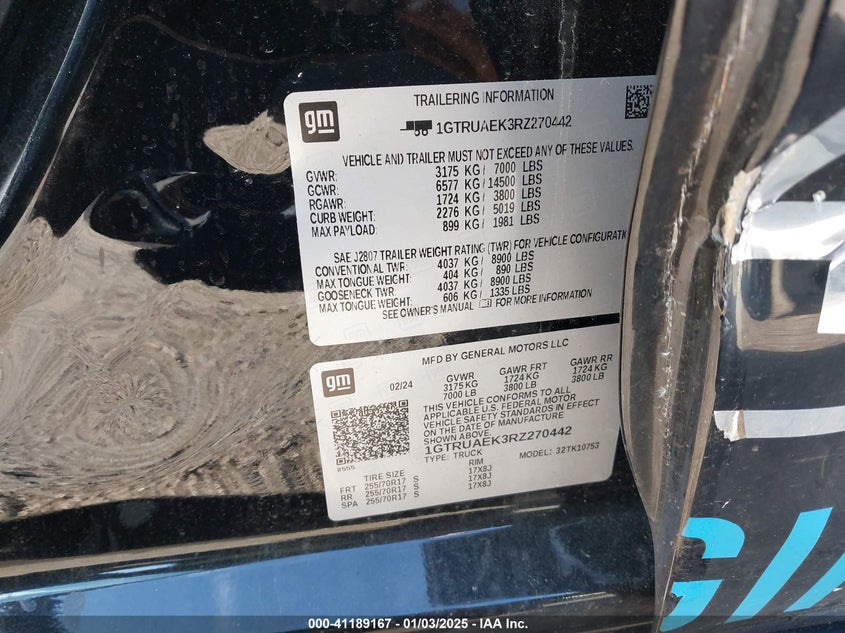 gm
TRAILERING INFORMATION
1GTRUAEK3RZ270442
VEHICLE AND TRAILER MUST NOT EXCEED ANY OF THESE VALUES.
GVWR: 3175 KG / 7000 LBS
GCWR: 6577 KG / 14500 LBS
RGAWR: 1724 KG / 3800 LBS
CURB WEIGHT: 2276 KG / 5019 LBS
MAX PAYLOAD: 899 KG / 1981 LBS
SAE J2807 TRAILER WEIGHT RATING (TWR) FOR VEHICLE CONFIGURATK
CONVENTIONAL TWR: 4037 KG / 8900 LBS
MAX TONGUE WEIGHT: 404 KG / 890 LBS
GOOSENECK TWR: 4037 KG / 8900 LBS
MAX TONGUE WEIGHT: 606 KG / 1335 LBS
SEE OWNER'S MANUAL FOR MORE INFORMATION
gm
MFD BY GENERAL MOTORS LLC
02/24 GVWR GAWR FRT GAWR RR
3175 KG 1724 KG 1724 KG
7000 LB 3800 LB 3800 LB
THIS VEHICLE CONFORMS TO ALL
APPLICABLE U.S. FEDERAL MOTOR
VEHICLE SAFETY STANDARDS IN EFFECT
ON THE DATE OF MANUFACTURE
SHOWN ABOVE.
1GTRUAEK3RZ270442
TYPE: TRUCK MODEL: 32TK10753
8555
TIRE SIZE RIM
FRT 255/70R17 S 17X8J
RR 255/70R17 S 17X8J
SPA 255/70R17 S 17X8J
000-41189167 - 01/03/2025 - IAA Inc.